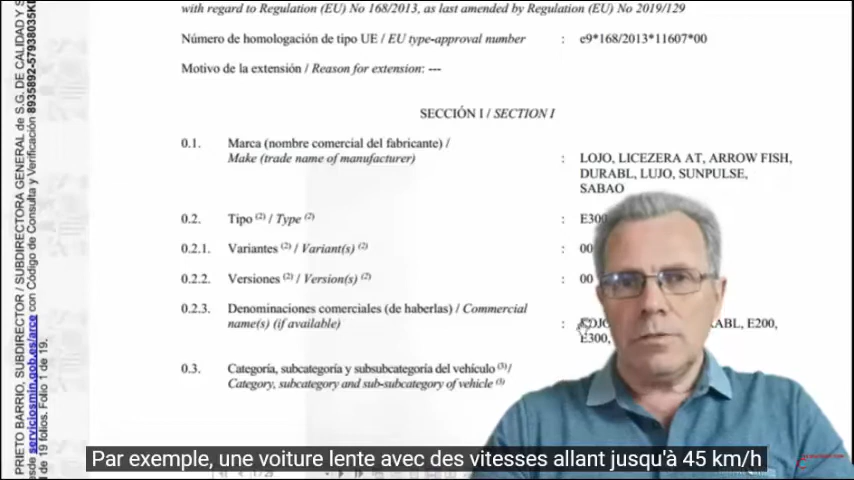 with regard to Regulation (EU) No 168/2013, as last amended by Regulation (EU) No 2019/129
Número de homologación de tipo UE / EU type-approval number : e9*168/2013*11607*00
Motivo de la extensión / Reason for extension: ---
SECCIÓN I / SECTION I
0.1. Marca (nombre comercial del fabricante) /
Make (trade name of manufacturer) : LOJO, LICEZERA AT, ARROW FISH,
DURABL, LUJO, SUNPULSE,
SABAO
0.2. Tipo (2) / Type (2) : E300
0.2.1. Variantes (2) / Variant(s) (2) : 00
0.2.2. Versiones (2) / Version(s) (2) : 00
0.2.3. Denominaciones comerciales (de haberlas) / Commercial
name(s) (if available) : LOJO, ABL, E200,
E300,
0.3. Categoría, subcategoría y subsubcategoría del vehículo (3)/
Category, subcategory and sub-subcategory of vehicle (3)
PRIETO BARRIO, SUBDIRECTOR / SUBDIRECTORA GENERAL de S.G. DE CALIDAD Y S
esde serviciosmin.gob.es/arce con Código de Consulta y Verificación 8935892-57938035K
l de 19 folios. Folio 1 de 19.
Par exemple, une voiture lente avec des vitesses allant jusqu'à 45 km/h